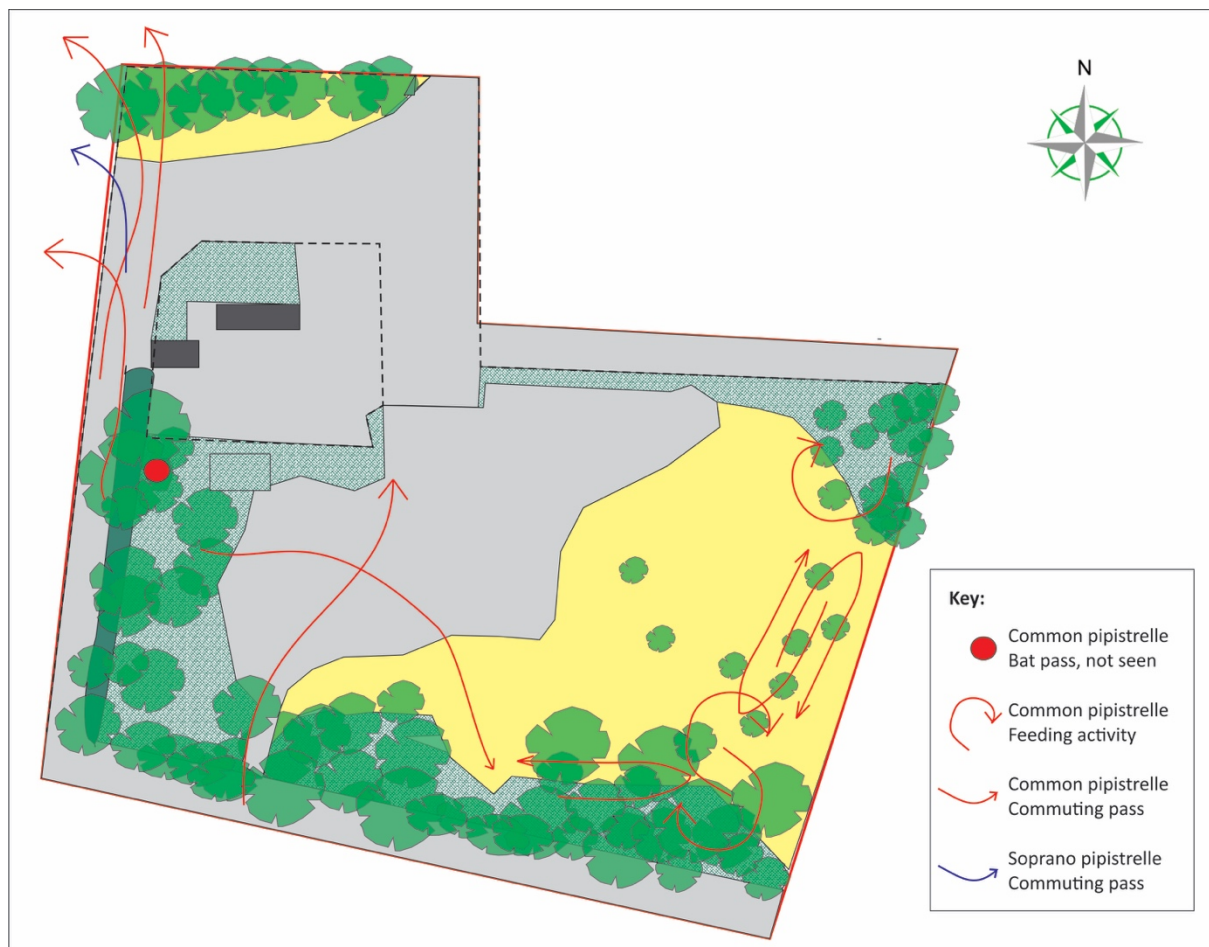 N
Key:
Common pipistrelle
Bat pass, not seen
Common pipistrelle
Feeding activity
Common pipistrelle
Commuting pass
Soprano pipistrelle
Commuting pass